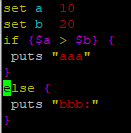 set a  10
set b  20
if {$a > $b} {
 puts "aaa"
}
else {
 puts "bbb:"
}